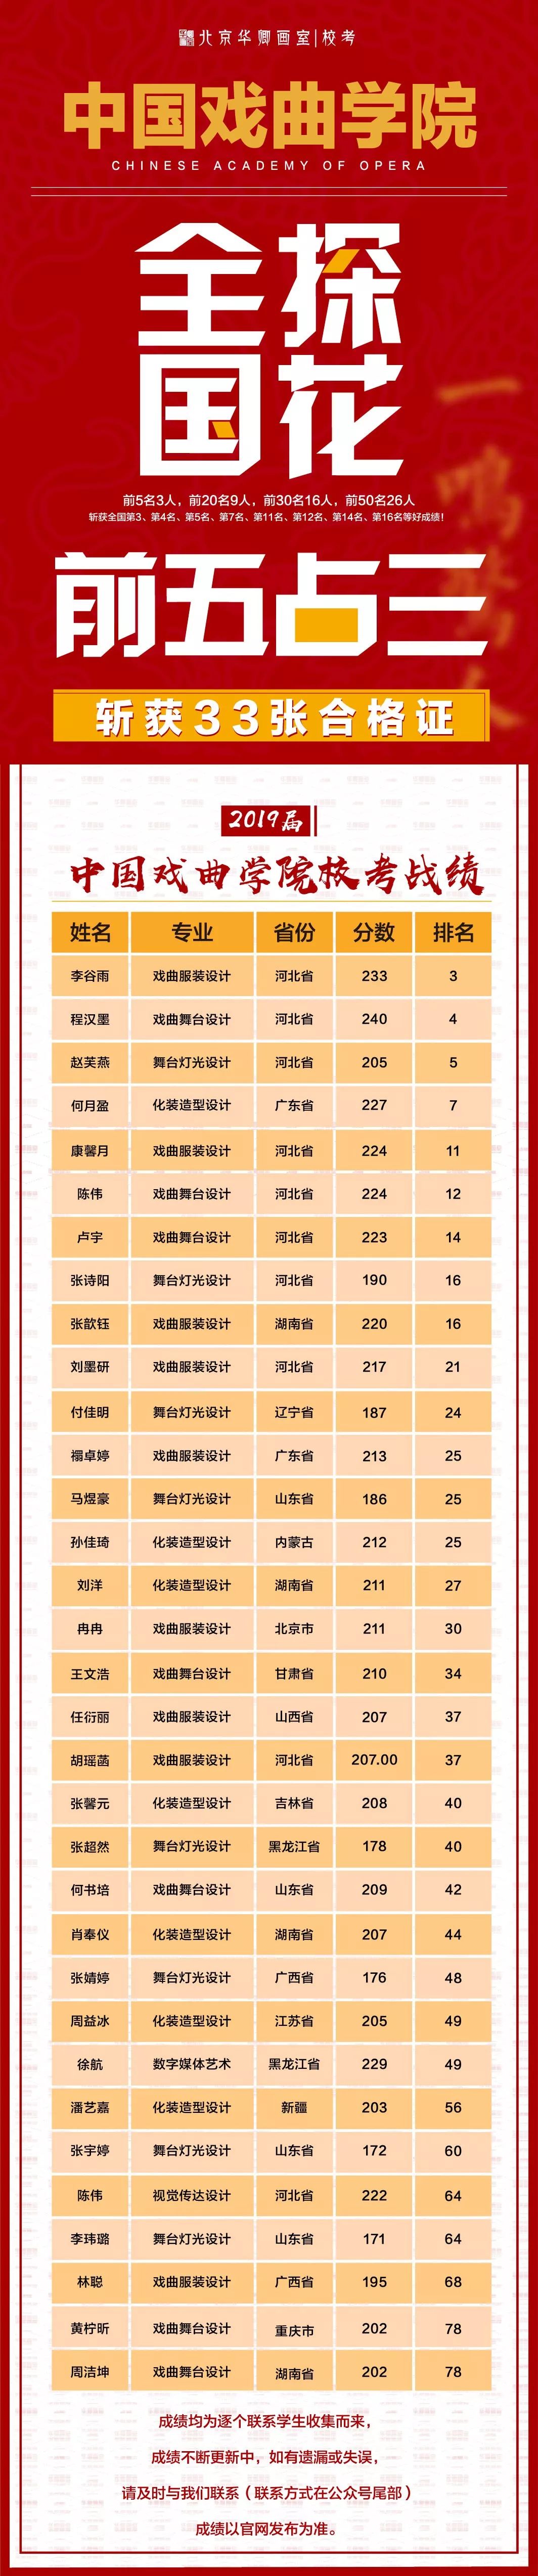 北京华卿画室|校考
中国戏曲学院
CHINESE ACADEMY OF OPERA
全国探花
一鸣惊人
前5名3人，前20名9人，前30名16人，前50名26人
斩获全国第3、第4名、第5名、第7名、第11名、第12名、第14名、第16名等好成绩！
前五占三
斩获33张合格证
2019届
中国戏曲学院校考战绩
姓名 专业 省份 分数 排名
李谷雨 戏曲服装设计 河北省 233 3
程汉墨 戏曲舞台设计 河北省 240 4
赵芙燕 舞台灯光设计 河北省 205 5
何月盈 化装造型设计 广东省 227 7
康馨月 戏曲服装设计 河北省 224 11
陈伟 戏曲舞台设计 河北省 224 12
卢宇 戏曲舞台设计 河北省 223 14
张诗阳 舞台灯光设计 河北省 190 16
张歆钰 戏曲服装设计 湖南省 220 16
刘墨研 戏曲服装设计 河北省 217 21
付佳明 舞台灯光设计 辽宁省 187 24
禤卓婷 戏曲服装设计 广东省 213 25
马煜豪 舞台灯光设计 山东省 186 25
孙佳琦 化装造型设计 内蒙古 212 25
刘洋 化装造型设计 湖南省 211 27
冉冉 戏曲服装设计 北京市 211 30
王文浩 戏曲舞台设计 甘肃省 210 34
任衍丽 戏曲服装设计 山西省 207 37
胡瑶菡 戏曲服装设计 河北省 207.00 37
张馨元 化装造型设计 吉林省 208 40
张超然 舞台灯光设计 黑龙江省 178 40
何书培 戏曲舞台设计 山东省 209 42
肖奉仪 化装造型设计 湖南省 207 44
张婧婷 舞台灯光设计 广西省 176 48
周益冰 化装造型设计 江苏省 205 49
徐航 数字媒体艺术 黑龙江省 229 49
潘艺嘉 化装造型设计 新疆 203 56
张宇婷 舞台灯光设计 山东省 172 60
陈伟 视觉传达设计 河北省 222 64
李玮璐 舞台灯光设计 山东省 171 64
林聪 戏曲服装设计 广西省 195 68
黄柠昕 戏曲舞台设计 重庆市 202 78
周洁坤 戏曲舞台设计 湖南省 202 78
成绩均为逐个联系学生收集而来，
成绩不断更新中，如有遗漏或失误，
请及时与我们联系（联系方式在公众号尾部）
成绩以官网发布为准。